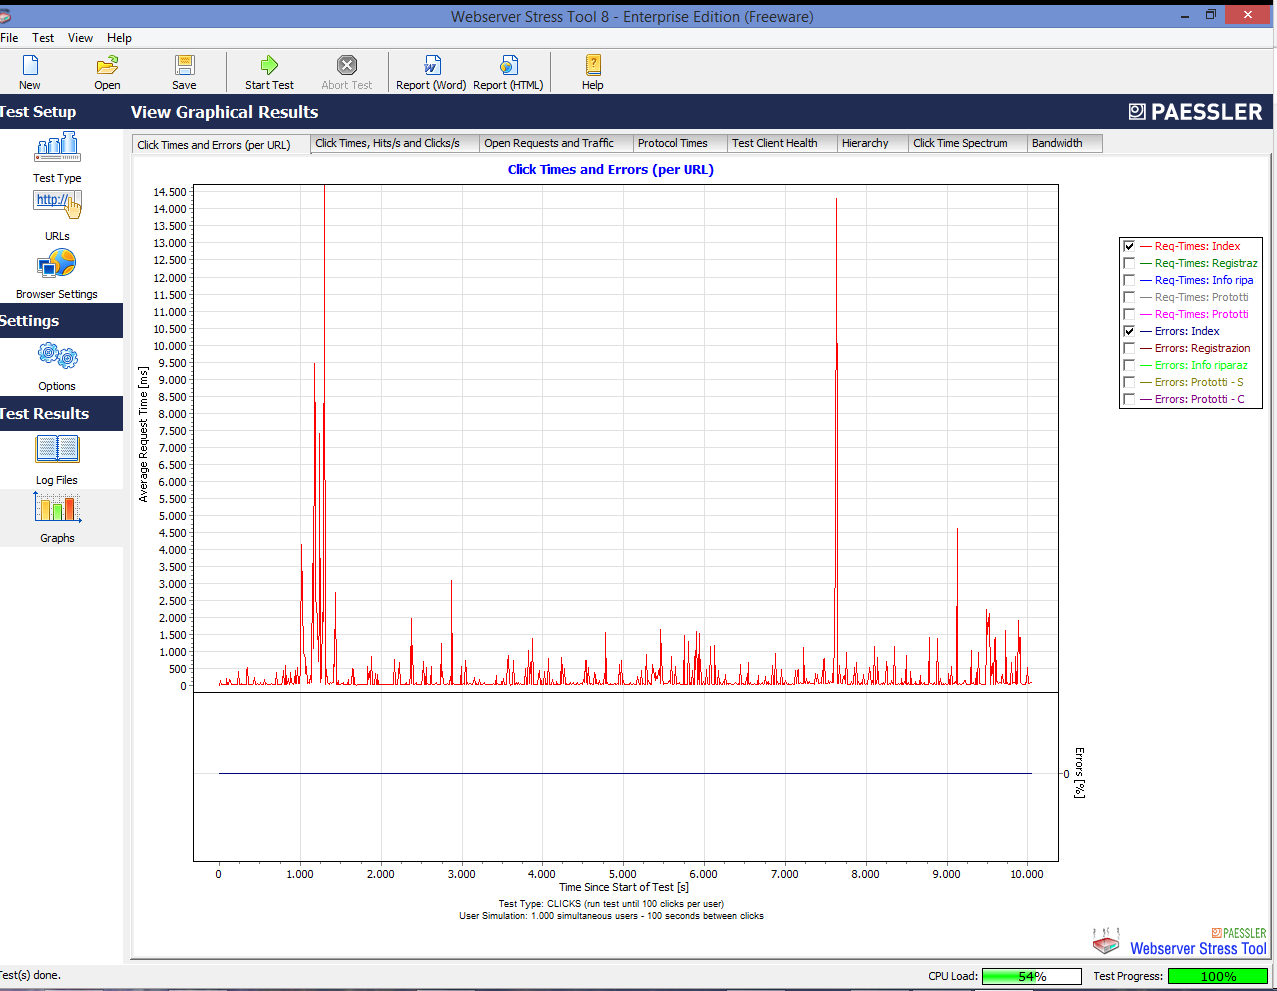 Webserver Stress Tool 8 - Enterprise Edition (Freeware)
File Test View Help
New Open Save Start Test Abort Test Report (Word) Report (HTML) Help
Test Setup
View Graphical Results
PAESSLER
Click Times and Errors (per URL) Click Times, Hits/s and Clicks/s Open Requests and Traffic Protocol Times Test Client Health Hierarchy Click Time Spectrum Bandwidth
Test Type
http://
URLs
Browser Settings
Settings
Options
Test Results
Log Files
Graphs
Click Times and Errors (per URL)
14.500
14.000
13.500
13.000
12.500
12.000
11.500
11.000
10.500
10.000
9.500
9.000
8.500
8.000
7.500
7.000
6.500
6.000
5.500
5.000
4.500
4.000
3.500
3.000
2.500
2.000
1.500
1.000
500
0
Average Request Time [ms]
Req-Times: Index
Req-Times: Registraz
Req-Times: Info ripa
Req-Times: Prototti
Req-Times: Prototti
Errors: Index
Errors: Registrazion
Errors: Info riparaz
Errors: Prototti - S
Errors: Prototti - C
0
Errors [%]
0 1.000 2.000 3.000 4.000 5.000 6.000 7.000 8.000 9.000 10.000
Time Since Start of Test [s]
Test Type: CLICKS (run test until 100 clicks per user)
User Simulation: 1.000 simultaneous users - 100 seconds between clicks
PAESSLER
Webserver Stress Tool
Test(s) done.
CPU Load: 54% Test Progress: 100%